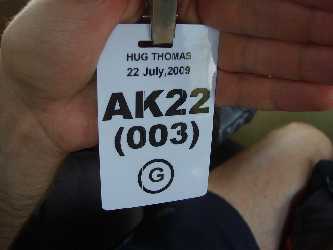 HUG THOMAS
22 July,2009
AK22
(003)
G